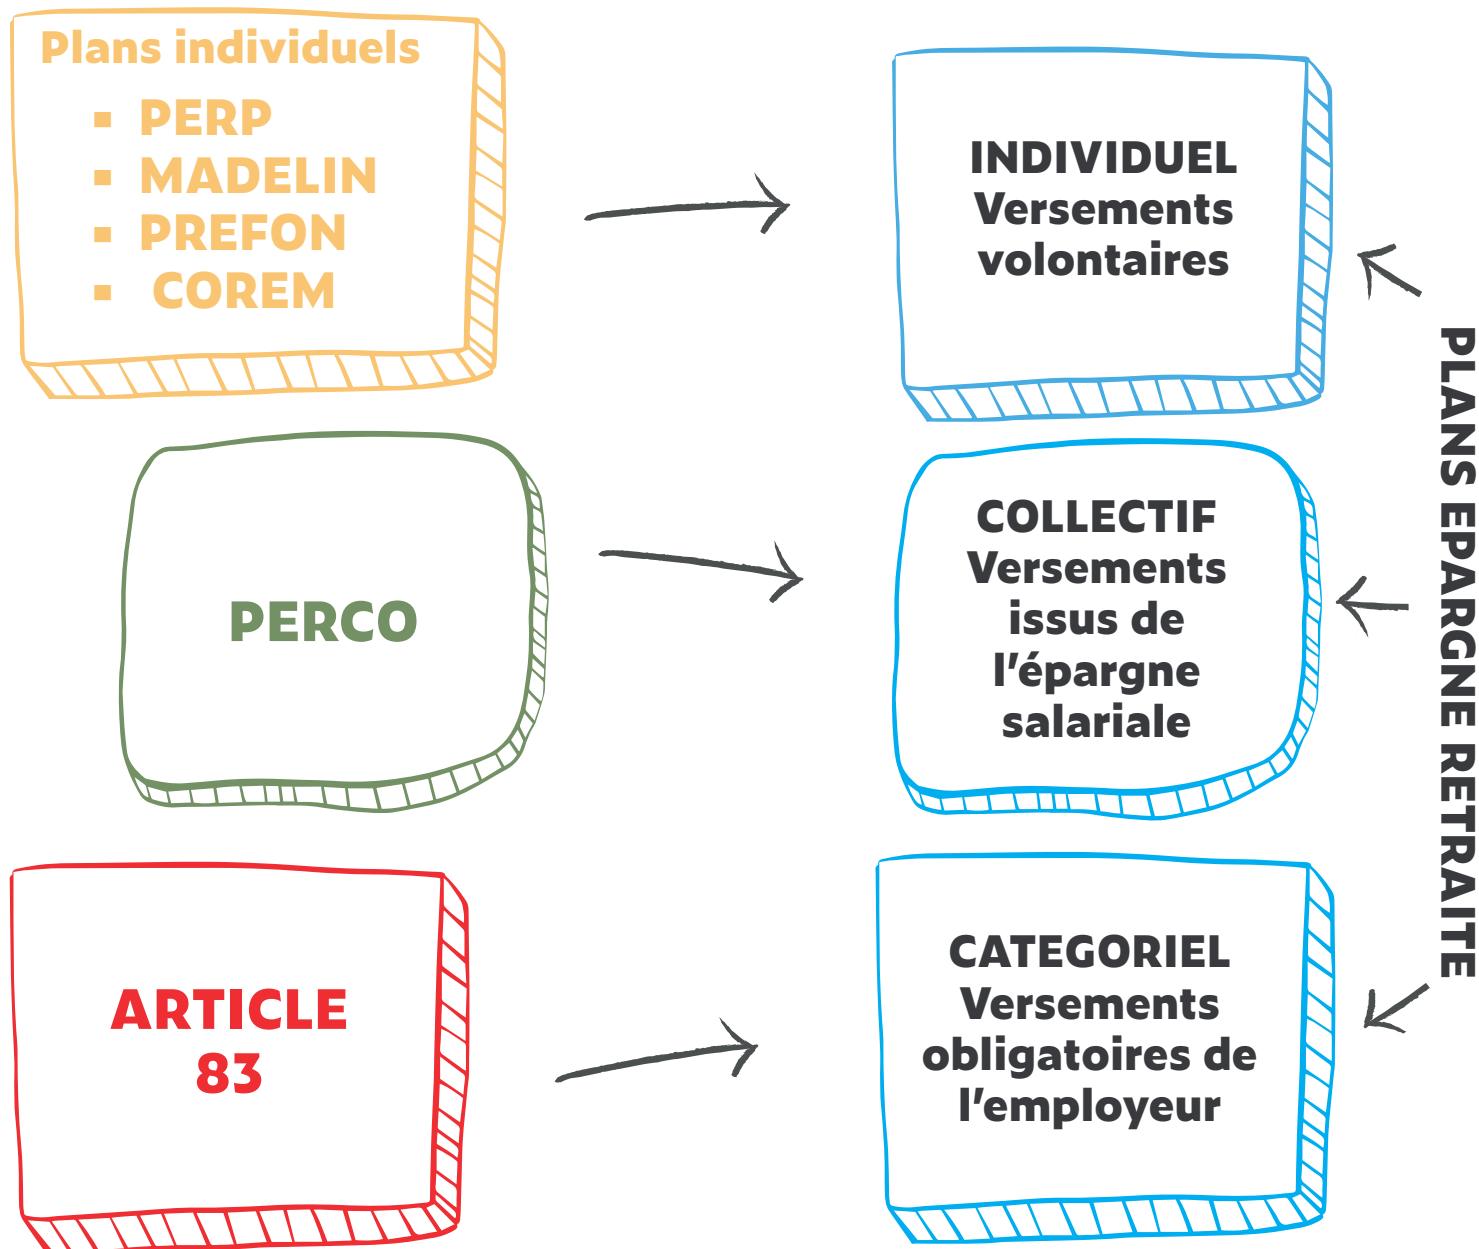 Plans individuels
▪ PERP
▪ MADELIN
▪ PREFON
▪ COREM
INDIVIDUEL
Versements
volontaires
PERCO
COLLECTIF
Versements
issus de
l'épargne
salariale
ARTICLE
83
CATEGORIEL
Versements
obligatoires de
l'employeur
PLANS EPARGNE RETRAITE